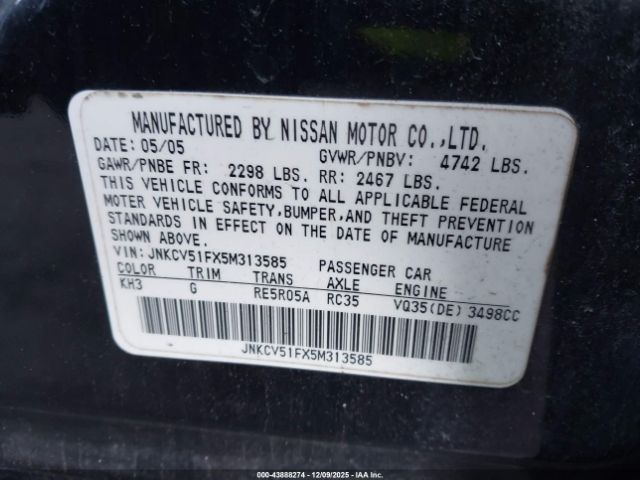 MANUFACTURED BY NISSAN MOTOR CO.,LTD.
DATE: 05/05 GVWR/PNBV: 4742 LBS.
GAWR/PNBE FR: 2298 LBS. RR: 2467 LBS.
THIS VEHICLE CONFORMS TO ALL APPLICABLE FEDERAL
MOTER VEHICLE SAFETY,BUMPER,AND THEFT PREVENTION
STANDARDS IN EFFECT ON THE DATE OF MANUFACTURE
SHOWN ABOVE.
VIN: JNKCV51FX5M313585 PASSENGER CAR
COLOR TRIM TRANS AXLE ENGINE
KH3 G RE5R05A RC35 VQ35(DE) 3498CC
JNKCV51FX5M313585
000-43888274 - 12/09/2025 - IAA Inc.